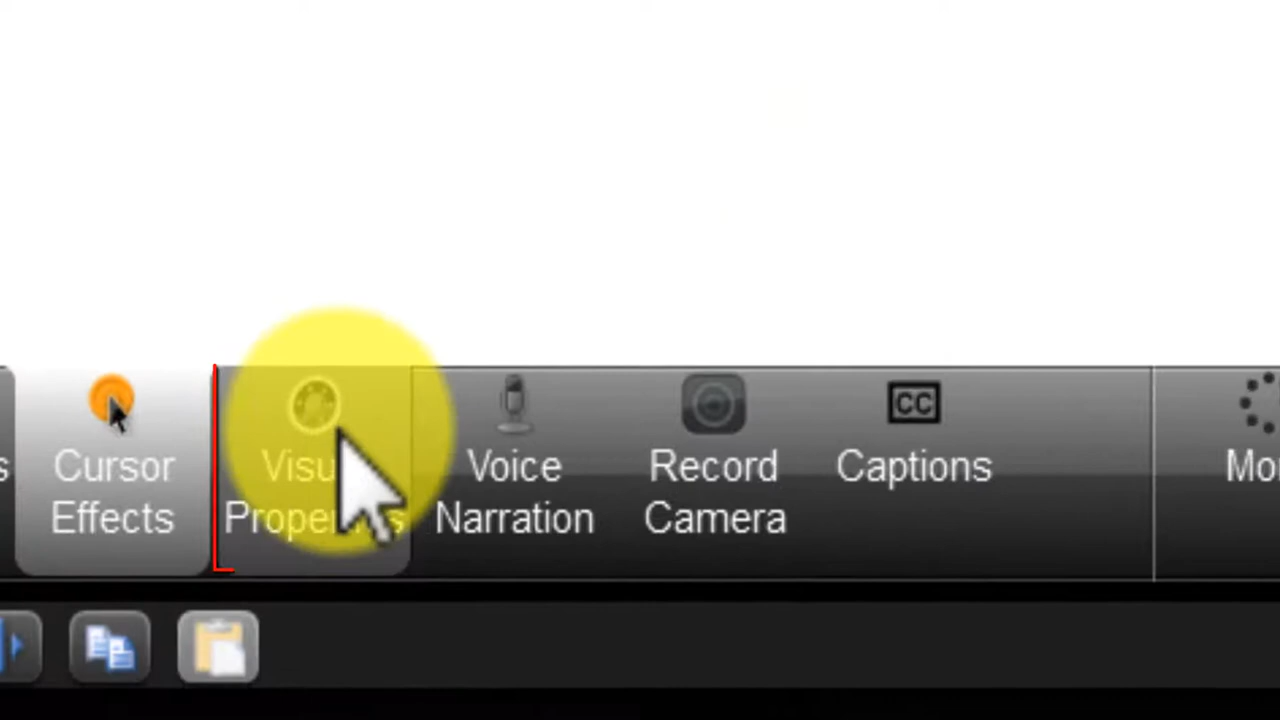 Cursor
Effects
Voice
Narration
Record
Camera
CC
Captions